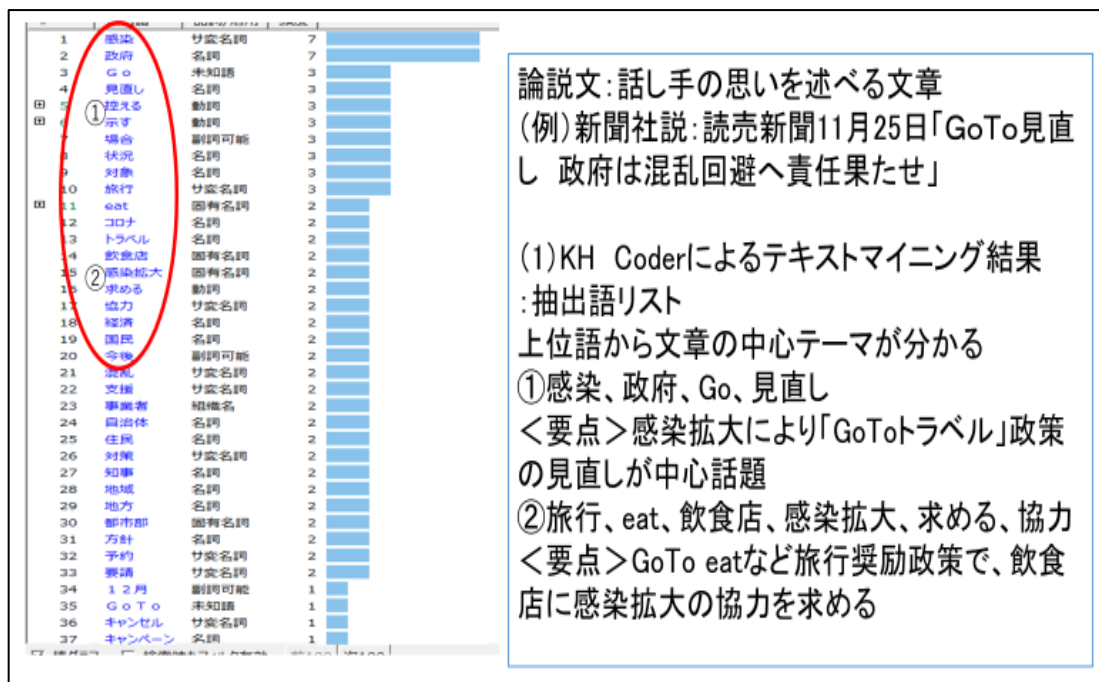 1 感染 サ変名詞 7
2 政府 名詞 7
3 Ｇｏ 未知語 3
4 見直し 名詞 3
5 控える 動詞 3
①
6 示す 動詞 3
7 場合 副詞可能 3
8 状況 名詞 3
9 対象 名詞 3
10 旅行 サ変名詞 3
11 eat 固有名詞 2
12 コロナ 名詞 2
13 トラベル 名詞 2
14 飲食店 固有名詞 2
15 感染拡大 固有名詞 2
②
16 求める 動詞 2
17 協力 サ変名詞 2
18 経済 名詞 2
19 国民 名詞 2
20 今後 副詞可能 2
21 混乱 サ変名詞 2
22 支援 サ変名詞 2
23 事業者 組織名 2
24 自治体 名詞 2
25 住民 名詞 2
26 対策 サ変名詞 2
27 知事 名詞 2
28 地域 名詞 2
29 地方 名詞 2
30 都市部 固有名詞 2
31 方針 名詞 2
32 予約 サ変名詞 2
33 要請 サ変名詞 2
34 １２月 副詞可能 1
35 ＧｏＴｏ 未知語 1
36 キャンセル サ変名詞 1
37 キャンペーン 名詞 1
論説文：話し手の思いを述べる文章
(例)新聞社説：読売新聞11月25日「GoTo見直
し 政府は混乱回避へ責任果たせ」
(1)KH Coderによるテキストマイニング結果
：抽出語リスト
上位語から文章の中心テーマが分かる
①感染、政府、Go、見直し
＜要点＞感染拡大により「GoToトラベル」政策
の見直しが中心話題
②旅行、eat、飲食店、感染拡大、求める、協力
＜要点＞GoTo eatなど旅行奨励政策で、飲食
店に感染拡大の協力を求める